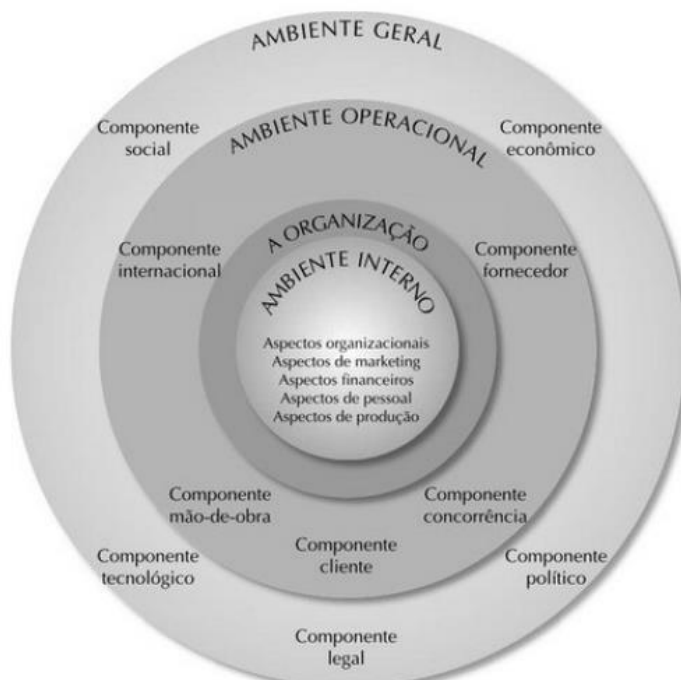 AMBIENTE GERAL
Componente
social
AMBIENTE OPERACIONAL
Componente
econômico
Componente
internacional
A ORGANIZAÇÃO
Componente
fornecedor
AMBIENTE INTERNO
Aspectos organizacionais
Aspectos de marketing
Aspectos financeiros
Aspectos de pessoal
Aspectos de produção
Componente
mão-de-obra
Componente
concorrência
Componente
cliente
Componente
tecnológico
Componente
político
Componente
legal